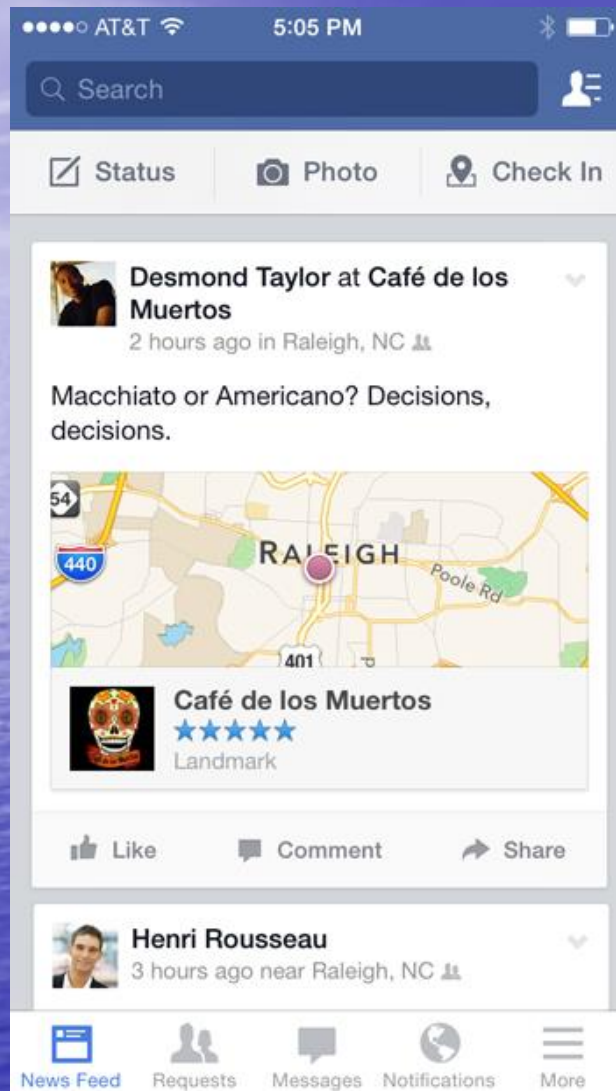 AT&T 5:05 PM
Search
Status Photo Check In
Desmond Taylor at Café de los
Muertos
2 hours ago in Raleigh, NC
Macchiato or Americano? Decisions,
decisions.
54
440
RALEIGH
Poole Rd
401
Café de los Muertos
Landmark
Like Comment Share
Henri Rousseau
3 hours ago near Raleigh, NC
News Feed Requests Messages Notifications More